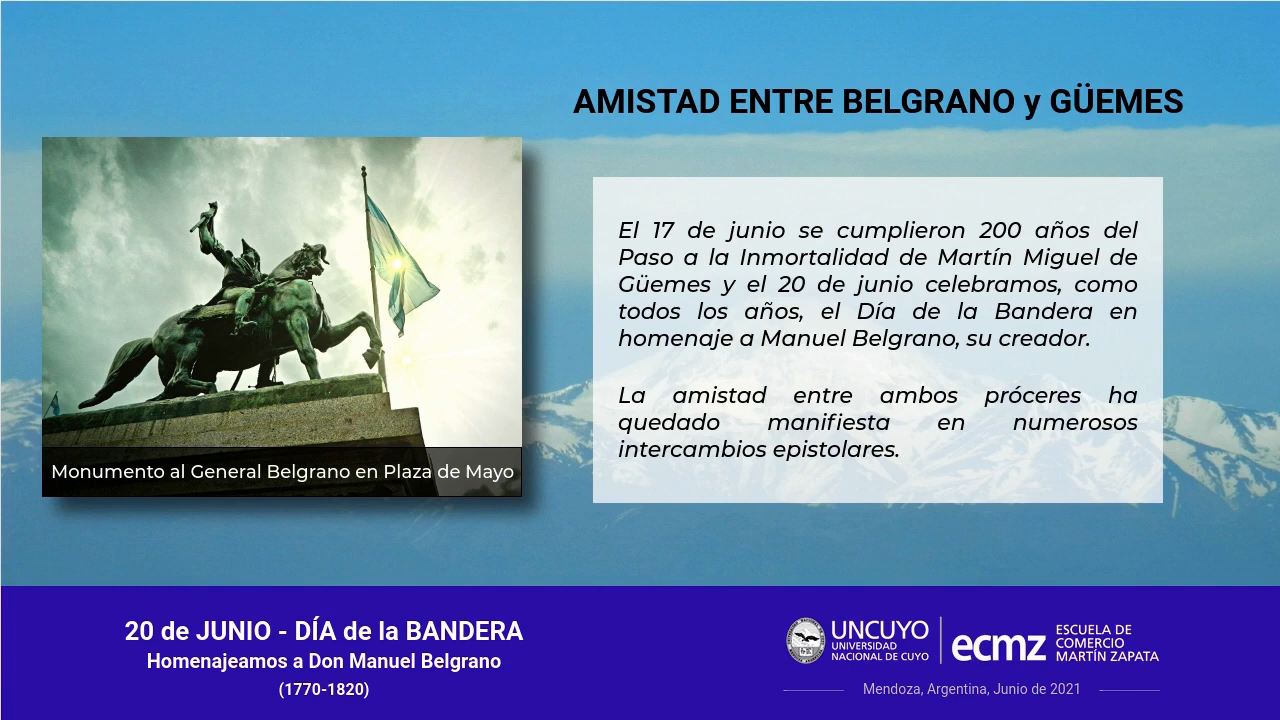 AMISTAD ENTRE BELGRANO y GÜEMES
El 17 de junio se cumplieron 200 años del
Paso a la Inmortalidad de Martín Miguel de
Güemes y el 20 de junio celebramos, como
todos los años, el Día de la Bandera en
homenaje a Manuel Belgrano, su creador.
La amistad entre ambos próceres ha
quedado manifiesta en numerosos
intercambios epistolares.
Monumento al General Belgrano en Plaza de Mayo
20 de JUNIO - DÍA de la BANDERA
Homenajeamos a Don Manuel Belgrano
(1770-1820)
UNCUYO
UNIVERSIDAD
NACIONAL DE CUYO
ecmz
ESCUELA DE
COMERCIO
MARTÍN ZAPATA
Mendoza, Argentina, Junio de 2021